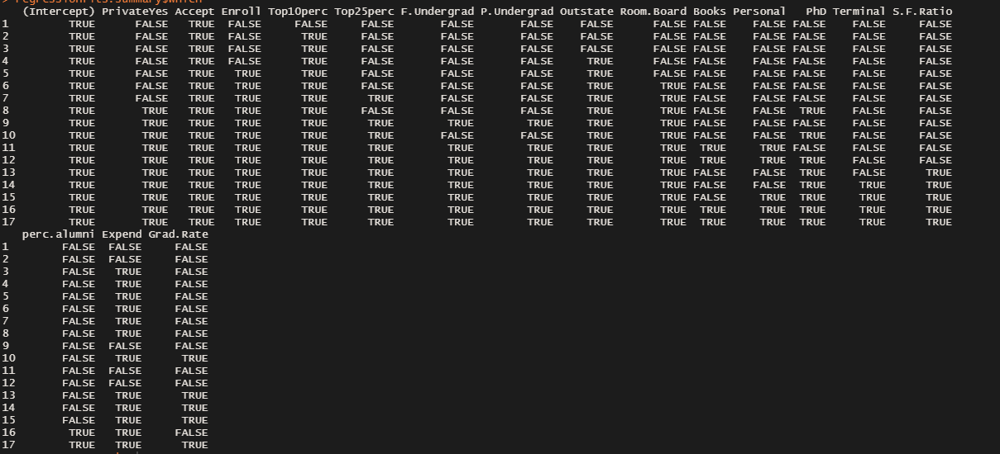 > regressionFits.summary$which
(Intercept) PrivateYes Accept Enroll Top10perc Top25perc F.Undergrad P.Undergrad Outstate Room.Board Books Personal PhD Terminal S.F.Ratio
1 TRUE FALSE TRUE FALSE FALSE FALSE FALSE FALSE FALSE FALSE FALSE FALSE FALSE FALSE FALSE
2 TRUE FALSE TRUE FALSE TRUE FALSE FALSE FALSE FALSE FALSE FALSE FALSE FALSE FALSE FALSE
3 TRUE FALSE TRUE FALSE TRUE FALSE FALSE FALSE FALSE FALSE FALSE FALSE FALSE FALSE FALSE
4 TRUE FALSE TRUE FALSE TRUE FALSE FALSE FALSE TRUE FALSE FALSE FALSE FALSE FALSE FALSE
5 TRUE FALSE TRUE TRUE TRUE FALSE FALSE FALSE TRUE FALSE FALSE FALSE FALSE FALSE FALSE
6 TRUE FALSE TRUE TRUE TRUE FALSE FALSE FALSE TRUE TRUE FALSE FALSE FALSE FALSE FALSE
7 TRUE FALSE TRUE TRUE TRUE TRUE FALSE FALSE TRUE TRUE FALSE FALSE FALSE FALSE FALSE
8 TRUE TRUE TRUE TRUE TRUE FALSE FALSE FALSE TRUE TRUE FALSE FALSE TRUE FALSE FALSE
9 TRUE TRUE TRUE TRUE TRUE TRUE TRUE TRUE TRUE TRUE FALSE FALSE FALSE FALSE FALSE
10 TRUE TRUE TRUE TRUE TRUE TRUE FALSE FALSE TRUE TRUE FALSE FALSE TRUE FALSE FALSE
11 TRUE TRUE TRUE TRUE TRUE TRUE TRUE TRUE TRUE TRUE TRUE TRUE FALSE FALSE FALSE
12 TRUE TRUE TRUE TRUE TRUE TRUE TRUE TRUE TRUE TRUE TRUE TRUE TRUE FALSE FALSE
13 TRUE TRUE TRUE TRUE TRUE TRUE TRUE TRUE TRUE TRUE FALSE FALSE TRUE FALSE TRUE
14 TRUE TRUE TRUE TRUE TRUE TRUE TRUE TRUE TRUE TRUE FALSE FALSE TRUE TRUE TRUE
15 TRUE TRUE TRUE TRUE TRUE TRUE TRUE TRUE TRUE TRUE FALSE TRUE TRUE TRUE TRUE
16 TRUE TRUE TRUE TRUE TRUE TRUE TRUE TRUE TRUE TRUE TRUE TRUE TRUE TRUE TRUE
17 TRUE TRUE TRUE TRUE TRUE TRUE TRUE TRUE TRUE TRUE TRUE TRUE TRUE TRUE TRUE
perc.alumni Expend Grad.Rate
1 FALSE FALSE FALSE
2 FALSE FALSE FALSE
3 FALSE TRUE FALSE
4 FALSE TRUE FALSE
5 FALSE TRUE FALSE
6 FALSE TRUE FALSE
7 FALSE TRUE FALSE
8 FALSE TRUE FALSE
9 FALSE FALSE FALSE
10 FALSE TRUE TRUE
11 FALSE FALSE FALSE
12 FALSE FALSE FALSE
13 FALSE TRUE TRUE
14 FALSE TRUE TRUE
15 FALSE TRUE TRUE
16 TRUE TRUE FALSE
17 TRUE TRUE TRUE